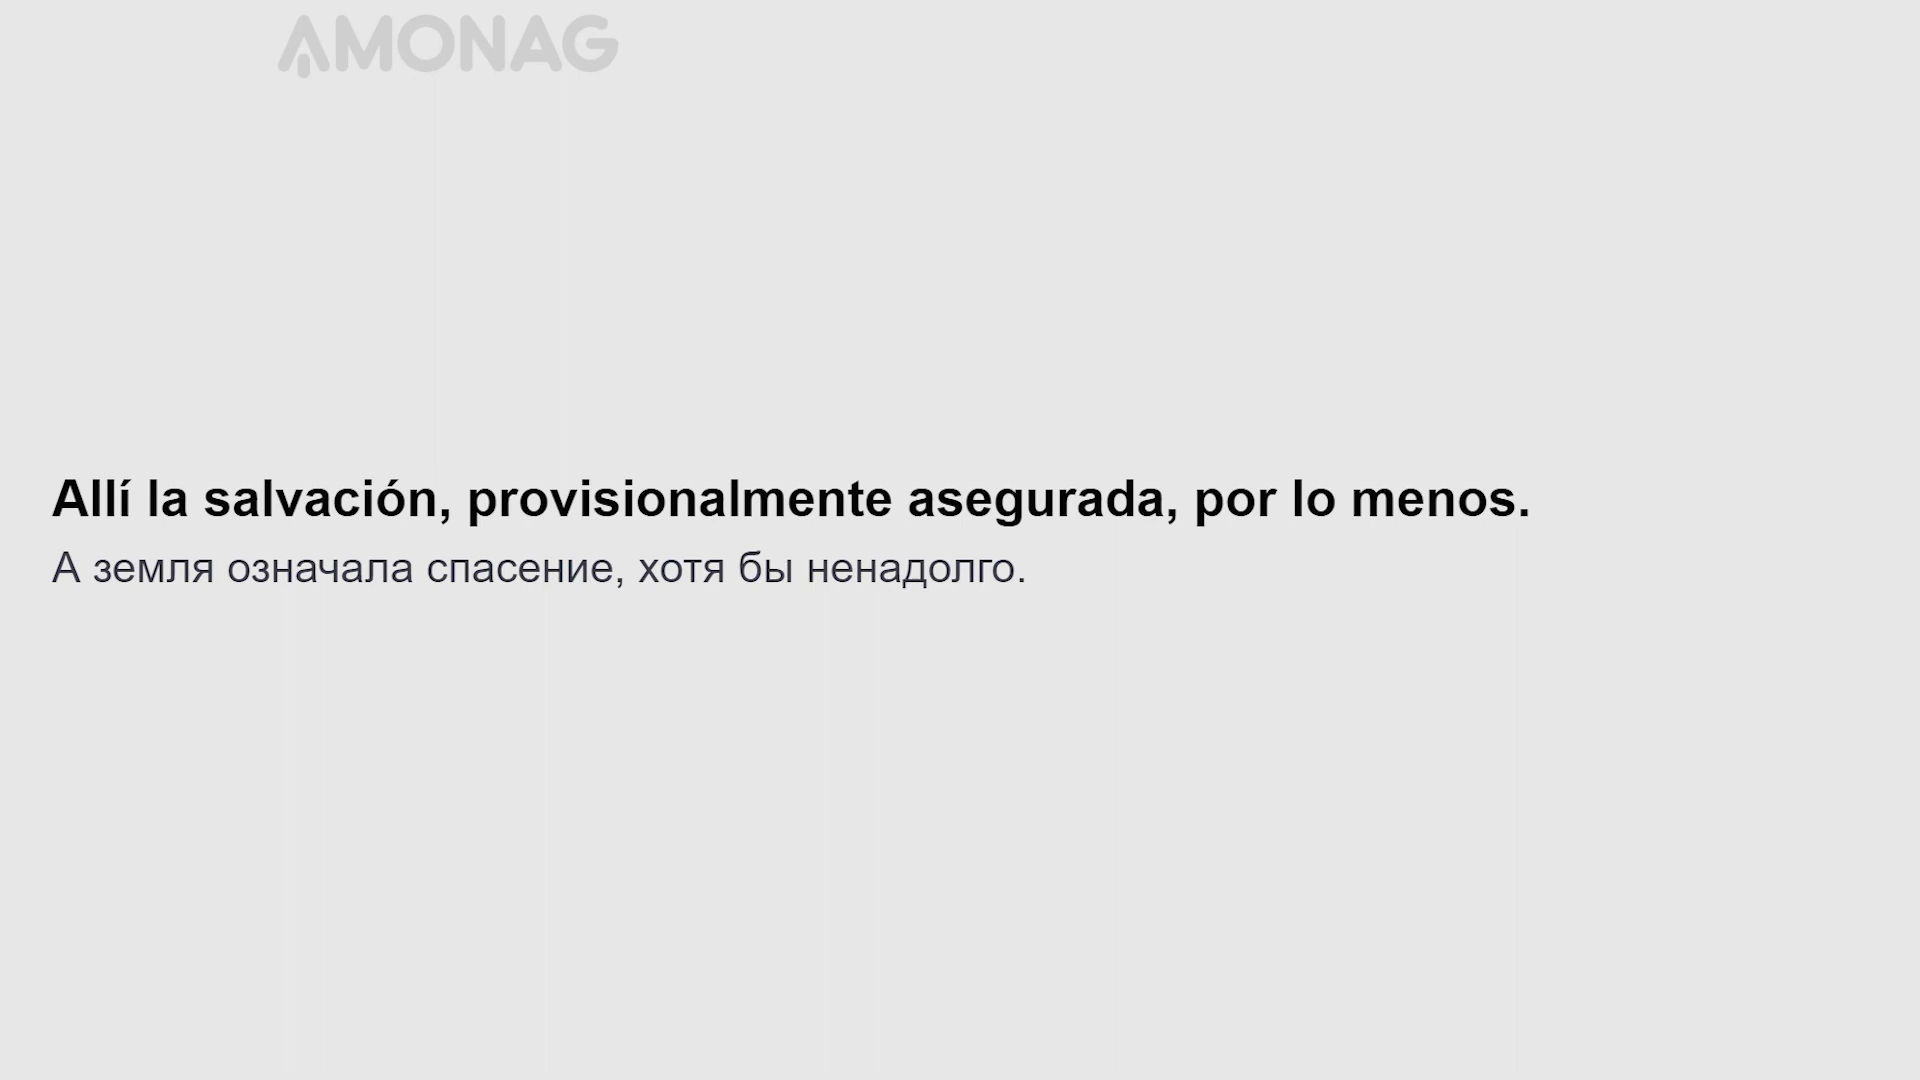 AMONAG
Allí la salvación, provisionalmente asegurada, por lo menos.
А земля означала спасение, хотя бы ненадолго.